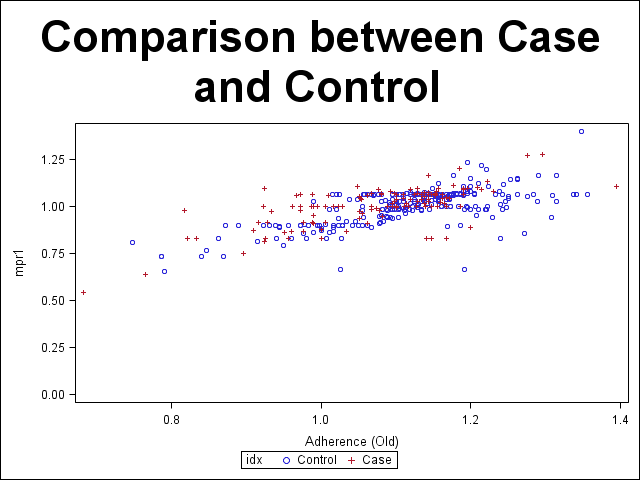 Comparison between Case
and Control
1.25
1.00
0.75
0.50
0.25
0.00
mpr1
0.8 1.0 1.2 1.4
Adherence (Old)
idx Control Case